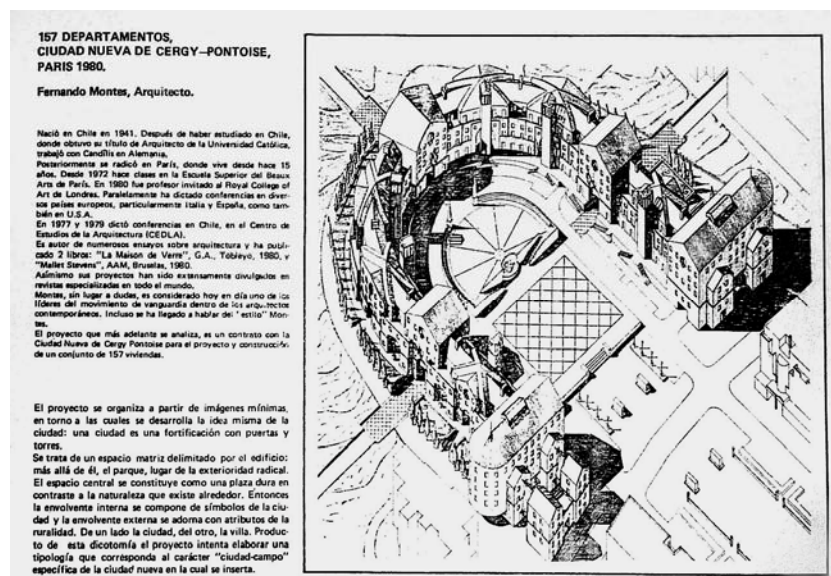 157 DEPARTAMENTOS,
CIUDAD NUEVA DE CERGY—PONTOISE,
PARIS 1980.
Fernando Montes, Arquitecto.
Nació en Chile en 1941. Después de haber estudiado en Chile,
donde obtuvo su título de Arquitecto de la Universidad Católica,
trabajó con Candilis en Alemania.
Posteriormente se radicó en París, donde vive desde hace 15
años. Desde 1972 hace clases en la Escuela Superior del Beaux
Arts de París. En 1980 fue profesor invitado al Royal College of
Art de Londres. Paralelamente ha dictado conferencias en diver-
sos países europeos, particularmente Italia y España, como tam-
bién en U.S.A.
En 1977 y 1979 dictó conferencias en Chile, en el Centro de
Estudios de la Arquitectura (CEDLA).
Es autor de numerosos ensayos sobre arquitectura y ha publi-
cado 2 libros: "La Maison de Verre", G.A., Tobleyo, 1980, y
"Mallet Stevens", AAM, Bruselas, 1980.
Asimismo sus proyectos han sido extensamente divulgados en
revistas especializadas en todo el mundo.
Montes, sin lugar a dudas, es considerado hoy en día uno de los
líderes del movimiento de vanguardia dentro de los arquitectos
contemporáneos. Incluso se ha llegado a hablar del "estilo" Mon-
tes.
El proyecto que más adelante se analiza, es un contrato con la
Ciudad Nueva de Cergy Pontoise para el proyecto y construcción
de un conjunto de 157 viviendas.
El proyecto se organiza a partir de imágenes mínimas,
en torno a las cuales se desarrolla la idea misma de la
ciudad: una ciudad es una fortificación con puertas y
torres.
Se trata de un espacio matriz delimitado por el edificio:
más allá de él, el parque, lugar de la exterioridad radical.
El espacio central se constituye como una plaza dura en
contraste a la naturaleza que existe alrededor. Entonces
la envolvente interna se compone de símbolos de la ciu-
dad y la envolvente externa se adorna con atributos de la
ruralidad. De un lado la ciudad, del otro, la villa. Produc-
to de esta dicotomía el proyecto intenta elaborar una
tipología que corresponda al carácter "ciudad-campo"
específica de la ciudad nueva en la cual se inserta.